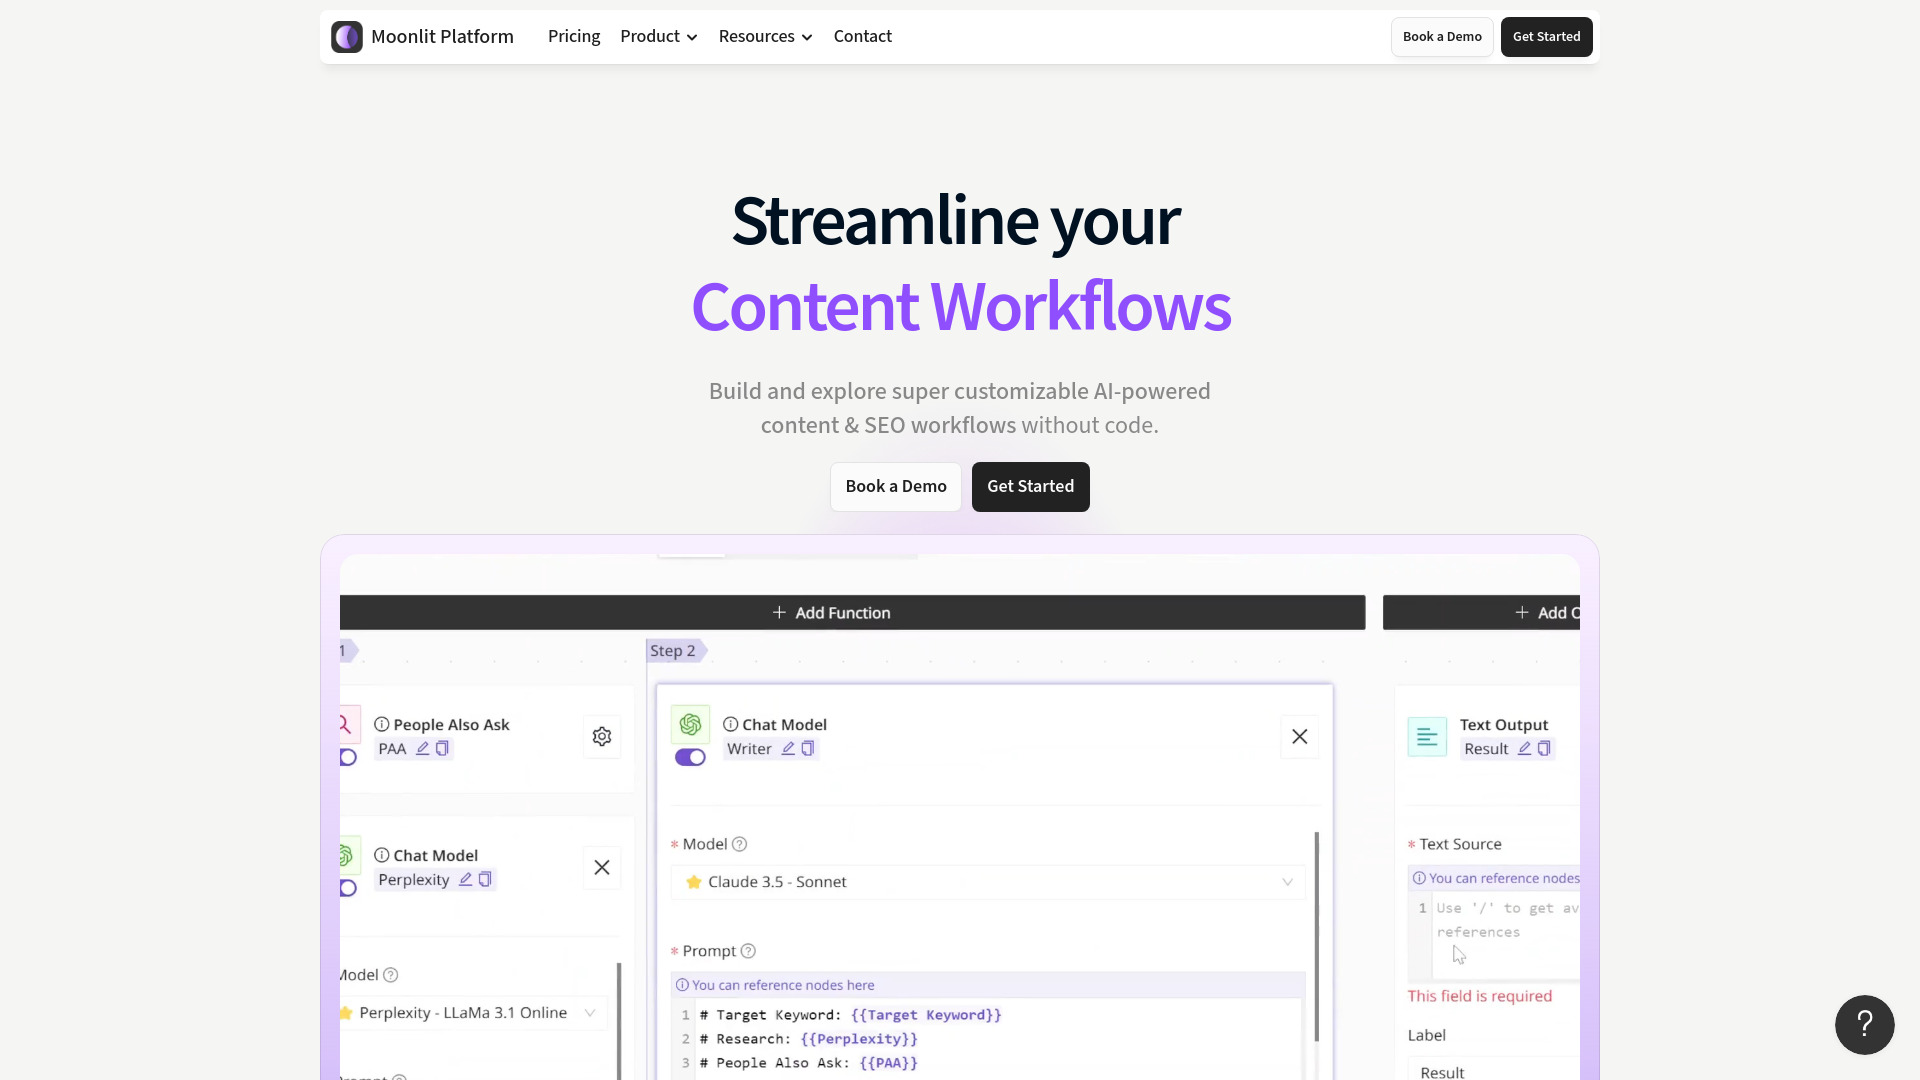 Moonlit Platform
Pricing
Product
Resources
Contact
Book a Demo
Get Started
Streamline your
Content Workflows
Build and explore super customizable AI-powered
content & SEO workflows without code.
Book a Demo
Get Started
+ Add Function
+ Add O
1
Step 2
People Also Ask
PAA
Chat Model
Perplexity
Model
Perplexity - LLaMa 3.1 Online
Chat Model
Writer
* Model
Claude 3.5 - Sonnet
* Prompt
You can reference nodes here
1 # Target Keyword: {{Target Keyword}}
2 # Research: {{Perplexity}}
3 # People Also Ask: {{PAA}}
Text Output
Result
* Text Source
You can reference nodes
1 Use '/' to get av
references
This field is required
Label
Result
?